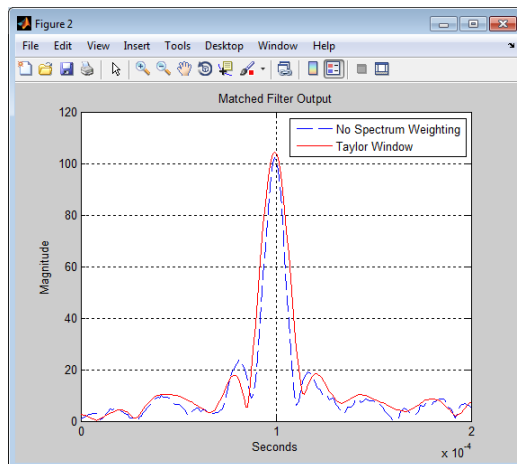 Figure 2
File Edit View Insert Tools Desktop Window Help
Matched Filter Output
No Spectrum Weighting
Taylor Window
Magnitude
120
100
80
60
40
20
0
0 1 2
Seconds
x 10^-4